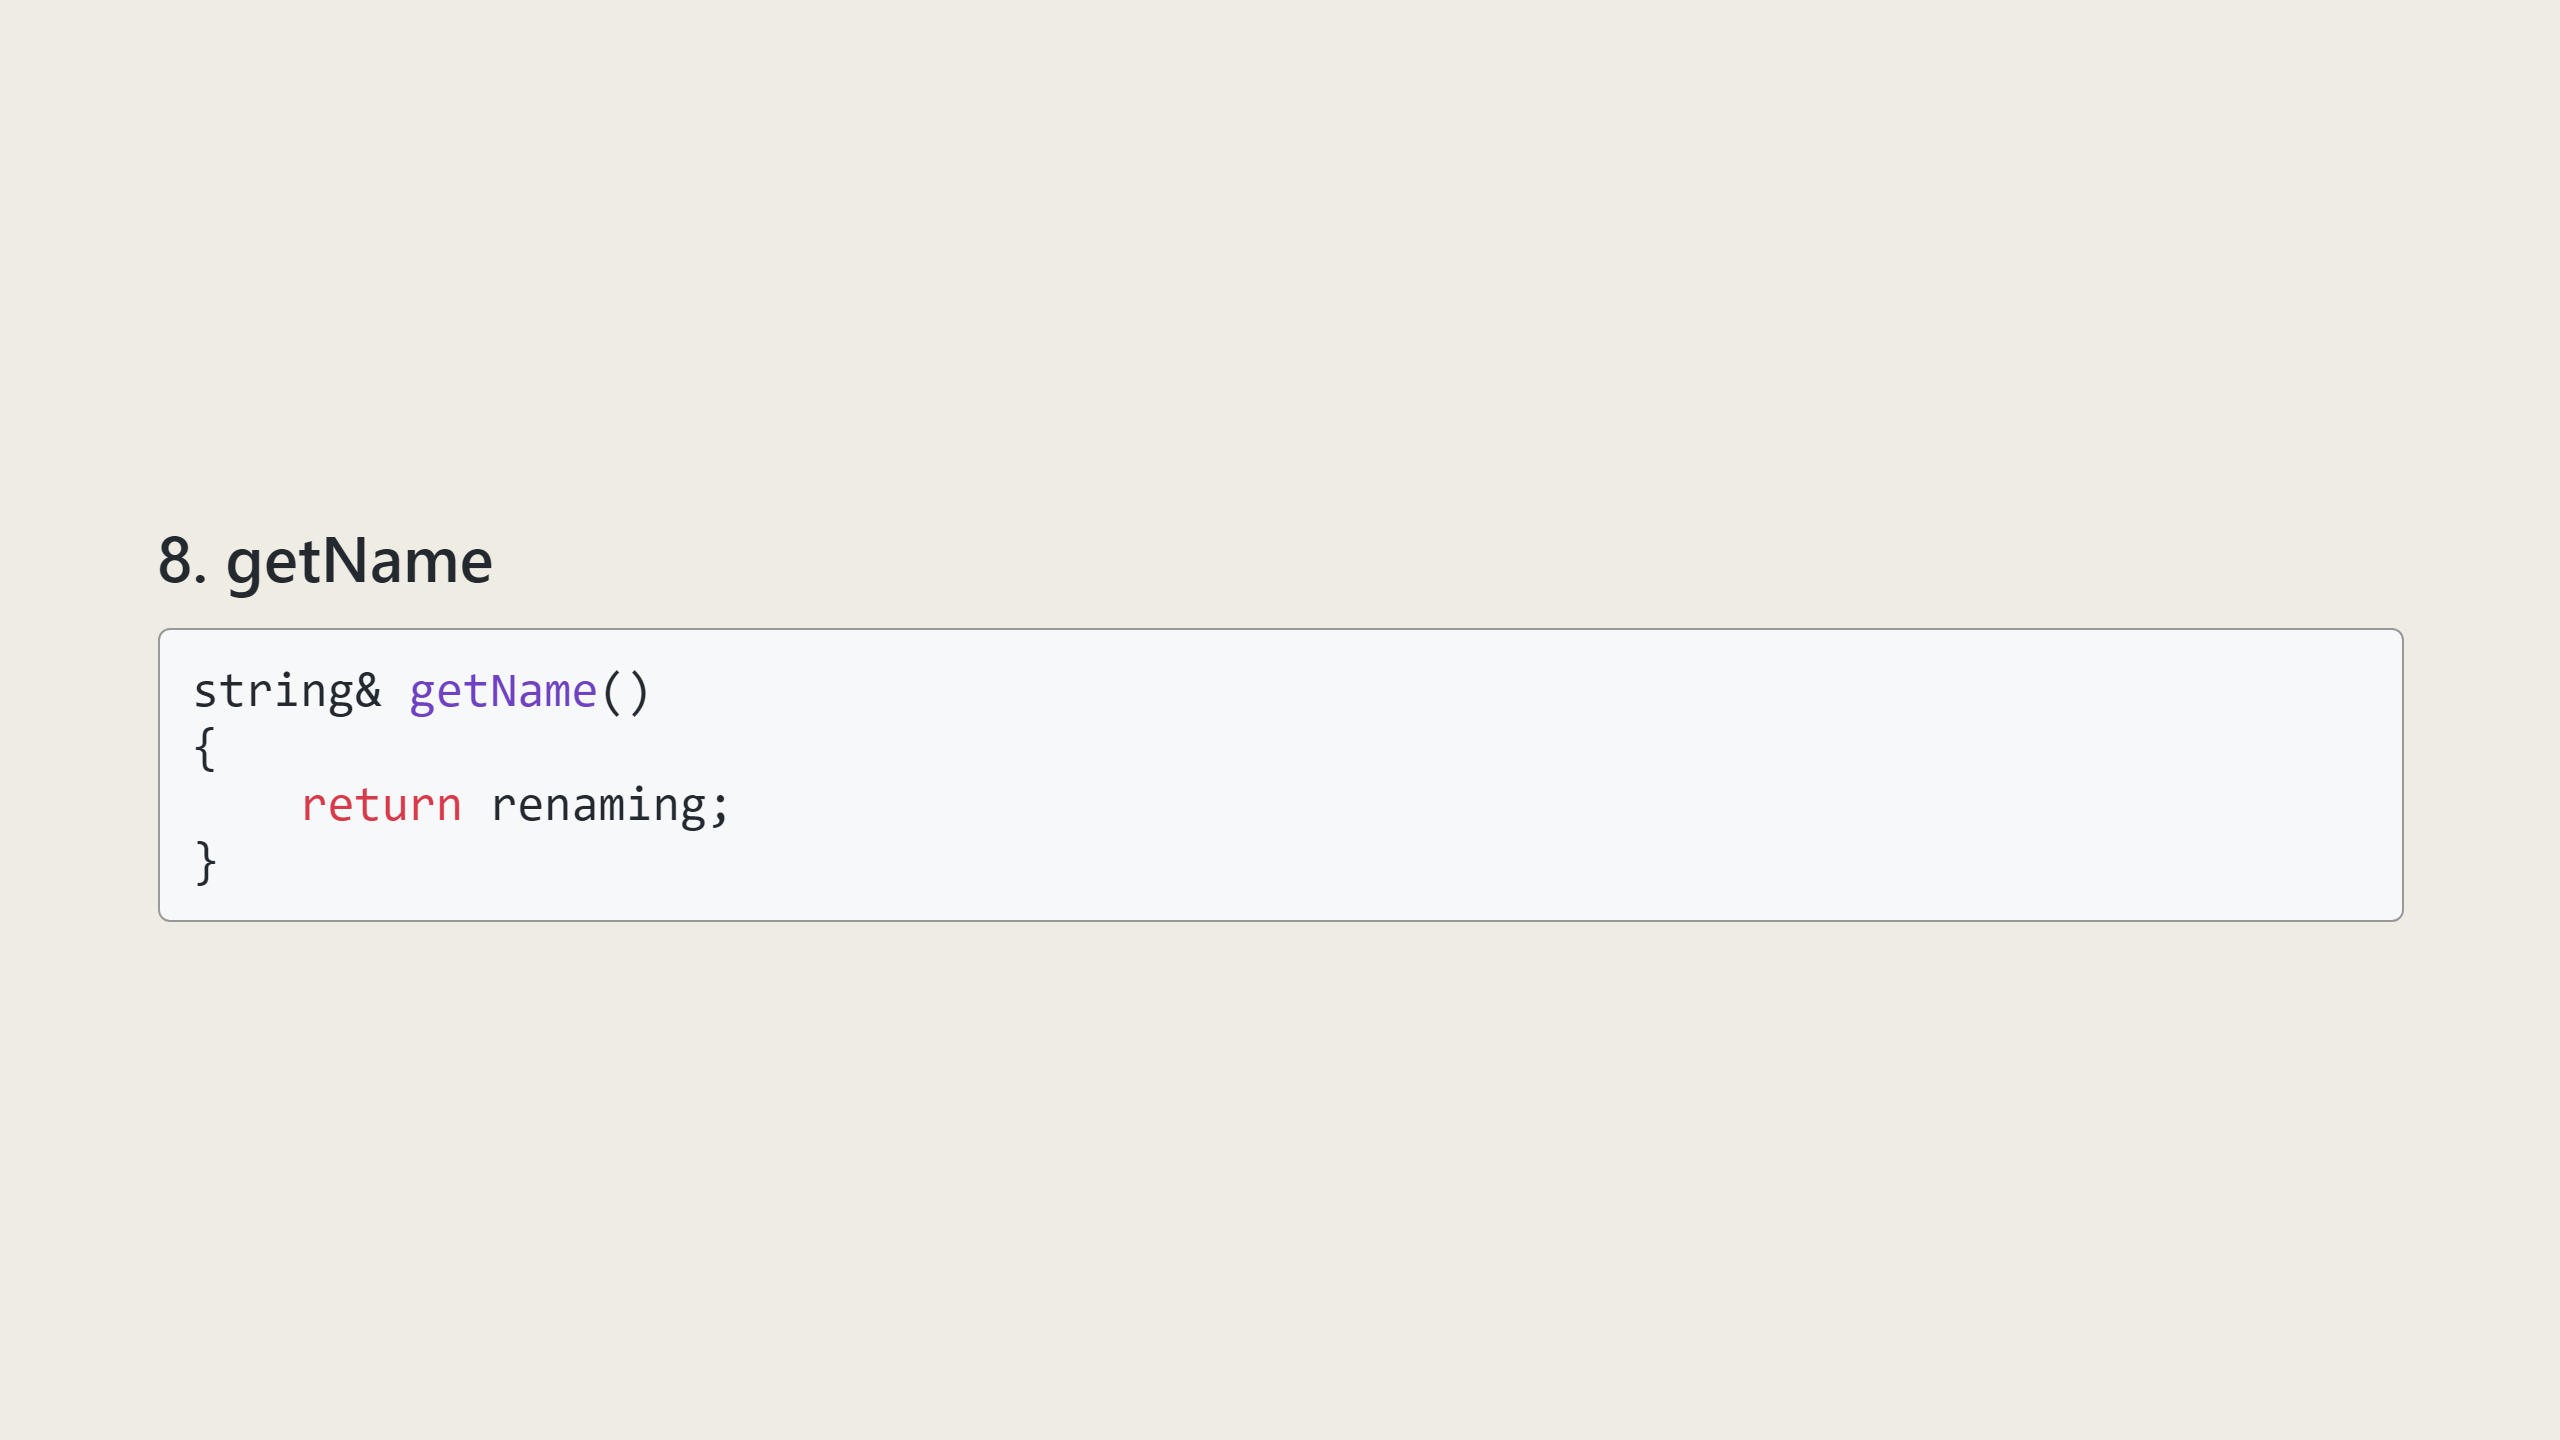 8. getName
string& getName()
{
    return renaming;
}